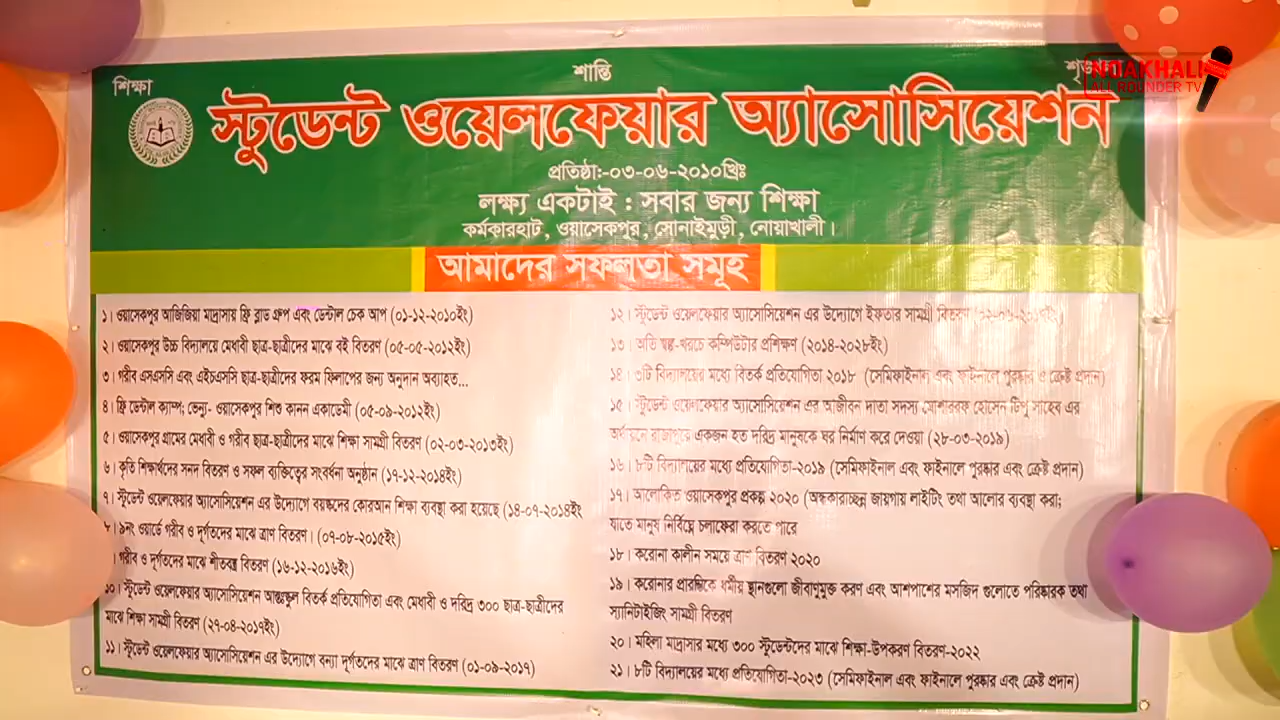 শিক্ষা
শান্তি
NOAKHALI
ALL ROUNDER TV
স্টুডেন্ট ওয়েলফেয়ার অ্যাসোসিয়েশন
প্রতিষ্ঠা:-০৩-০৬-২০১০খ্রিঃ
লক্ষ্য একটাই : সবার জন্য শিক্ষা
কর্মকারহাট, ওয়াসেকপুর, সোনাইমুড়ী, নোয়াখালী।
আমাদের সফলতা সমূহ
১। ওয়াসেকপুর আজিজিয়া মাদ্রাসায় ফ্রি ব্লাড গ্রুপ এবং ডেন্টাল চেক আপ (০১-১২-২০১০ইং)
২। ওয়াসেকপুর উচ্চ বিদ্যালয়ে মেধাবী ছাত্র-ছাত্রীদের মাঝে বই বিতরণ (০৫-০৫-২০১২ইং)
৩। গরীব এসএসসি এবং এইচএসসি ছাত্র-ছাত্রীদের ফরম ফিলাপের জন্য অনুদান অব্যাহত...
৪। ফ্রি ডেন্টাল ক্যাম্প; ভেন্যু- ওয়াসেকপুর শিশু কানন একাডেমী (০৫-০৯-২০১২ইং)
৫। ওয়াসেকপুর গ্রামের মেধাবী ও গরীব ছাত্র-ছাত্রীদের মাঝে শিক্ষা সামগ্রী বিতরণ (০২-০৩-২০১৩ইং)
৬। কৃতি শিক্ষার্থদের সনদ বিতরণ ও সফল ব্যক্তিত্বের সংবর্ধনা অনুষ্ঠান (১৭-১২-২০১৪ইং)
৭। স্টুডেন্ট ওয়েলফেয়ার অ্যাসোসিয়েশন এর উদ্যোগে বয়স্কদের কোরআন শিক্ষা ব্যবস্থা করা হয়েছে (১৪-০৭-২০১৪ইং
৮। ৯নং ওয়ার্ডে গরীব ও দূর্গতদের মাঝে ত্রাণ বিতরণ। (০৭-০৮-২০১৫ইং)
। গরীব ও দূর্গতদের মাঝে শীতবস্ত্র বিতরণ (১৬-১২-২০১৬ইং)
১০। স্টুডেন্ট ওয়েলফেয়ার অ্যাসোসিয়েশন আন্তঃস্কুল বিতর্ক প্রতিযোগিতা এবং মেধাবী ও দরিদ্র ৩০০ ছাত্র-ছাত্রীদের
মাঝে শিক্ষা সামগ্রী বিতরণ (২৭-০৪-২০১৭ইং)
১১। স্টুডেন্ট ওয়েলফেয়ার অ্যাসোসিয়েশন এর উদ্যোগে বন্যা দূর্গতদের মাঝে ত্রাণ বিতরণ (০১-০৯-২০১৭)
১২। স্টুডেন্ট ওয়েলফেয়ার অ্যাসোসিয়েশন এর উদ্যোগে ইফতার সামগ্রী বিতরণ
১৩। অতি স্বল্প-খরচে কম্পিউটার প্রশিক্ষণ (২০১৪-২০২৮ইং)
১৪। ৩টি বিদ্যালয়ের মধ্যে বিতর্ক প্রতিযোগিতা ২০১৮ (সেমিফাইনাল এবং ফাইনালে পুরষ্কার ও ক্রেষ্ট প্রদান)
১৫। স্টুডেন্ট ওয়েলফেয়ার অ্যাসোসিয়েশন এর আজীবন দাতা সদস্য মোশাররফ হোসেন টিপু সাহেব এর
রাজাপুরে একজন হত দরিদ্র মানুষকে ঘর নির্মাণ করে দেওয়া (২৮-০৩-২০১৯)
১৬। ৮টি বিদ্যালয়ের মধ্যে প্রতিযোগিতা-২০১৯ (সেমিফাইনাল এবং ফাইনালে পুরষ্কার এবং ক্রেষ্ট প্রদান)
১৭। আলোকিত ওয়াসেকপুর প্রকল্প ২০২০ (অন্ধকারাচ্ছন্ন জায়গায় লাইটিং তথা আলোর ব্যবস্থা করা;
যাতে মানুষ নির্বিঘ্নে চলাফেরা করতে পারে
১৮। করোনা কালীন সময়ে ত্রাণ বিতরণ ২০২০
১৯। করোনার প্রারম্ভিকে ধর্মীয় স্থানগুলো জীবাণুমুক্ত করণ এবং আশপাশের মসজিদ গুলোতে পরিষ্কারক তথা
স্যানিটাইজিং সামগ্রী বিতরণ
২০। মহিলা মাদ্রাসার মধ্যে ৩০০ স্টুডেন্টদের মাঝে শিক্ষা-উপকরণ বিতরণ-২০২২
২১। ৮টি বিদ্যালয়ের মধ্যে প্রতিযোগিতা-২০২৩ (সেমিফাইনাল এবং ফাইনালে পুরষ্কার এবং ক্রেষ্ট প্রদান)